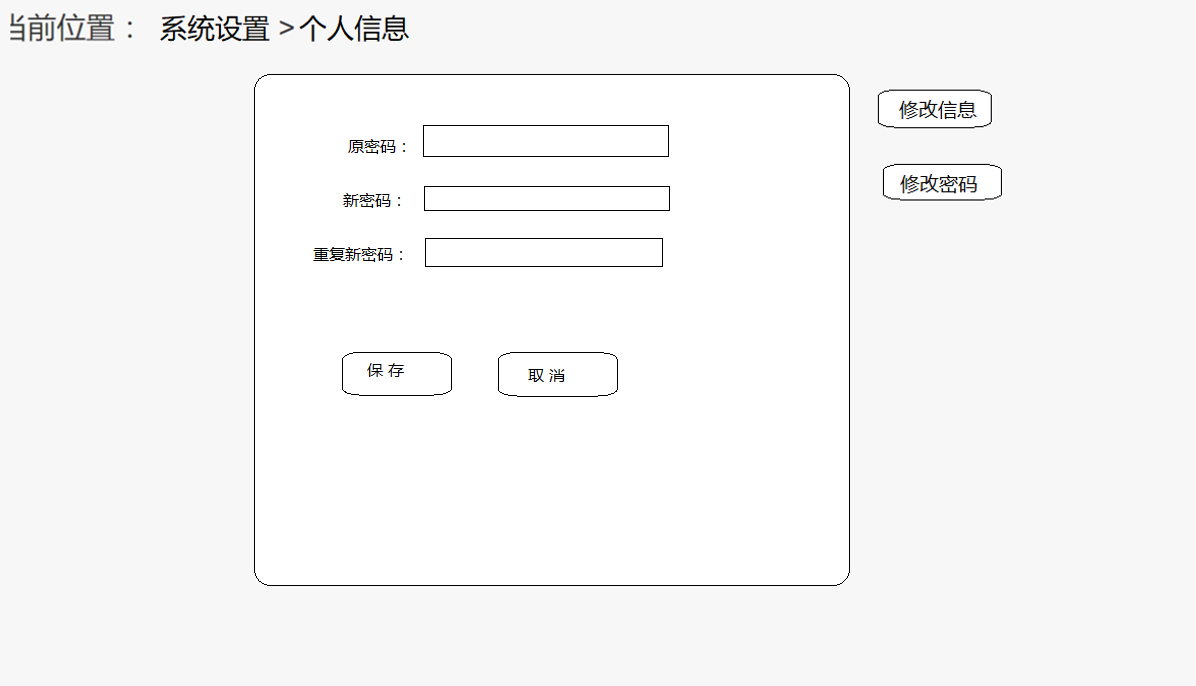 当前位置： 系统设置 > 个人信息
修改信息
原密码：
修改密码
新密码：
重复新密码：
保 存
取 消